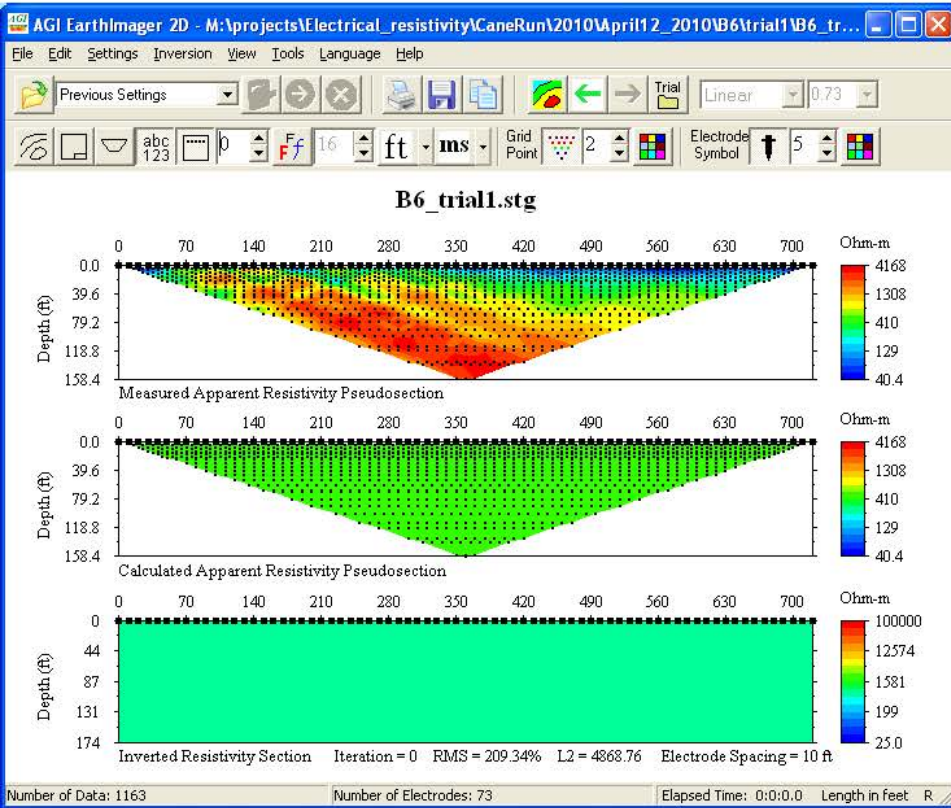 AGI EarthImager 2D - M:\projects\Electrical_resistivity\CaneRun\2010\April12_2010\B6\trial1\B6_tr...
File Edit Settings Inversion View Tools Language Help
Previous Settings Trial Linear 0.73
abc 123 0 F Ff 16 ft ms Grid Point 2 Electrode Symbol 5
B6_trial1.stg
0 70 140 210 280 350 420 490 560 630 700 Ohm-m
0.0 4168
39.6 1308
79.2 410
118.8 129
158.4 40.4
Depth (ft)
Measured Apparent Resistivity Pseudosection
0 70 140 210 280 350 420 490 560 630 700 Ohm-m
0.0 4168
39.6 1308
79.2 410
118.8 129
158.4 40.4
Depth (ft)
Calculated Apparent Resistivity Pseudosection
0 70 140 210 280 350 420 490 560 630 700 Ohm-m
0 100000
44 12574
87 1581
131 199
174 25.0
Depth (ft)
Inverted Resistivity Section Iteration = 0 RMS = 209.34% L2 = 4868.76 Electrode Spacing = 10 ft
Number of Data: 1163 Number of Electrodes: 73 Elapsed Time: 0:0:0.0 Length in feet R